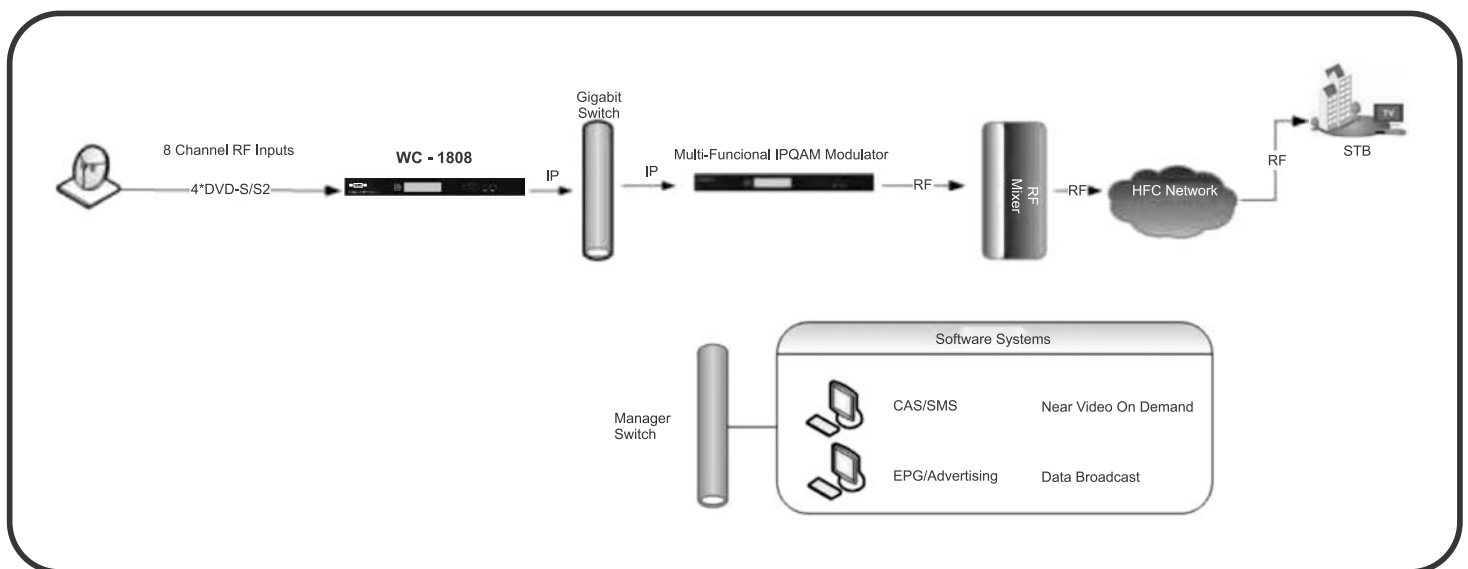 Gigabit
Switch
8 Channel RF Inputs
4*DVD-S/S2
WC - 1808
IP
IP
Multi-Funcional IPQAM Modulator
RF
RF
Mixer
RF
HFC Network
RF
TV
STB
Manager
Switch
Software Systems
CAS/SMS
Near Video On Demand
EPG/Advertising
Data Broadcast